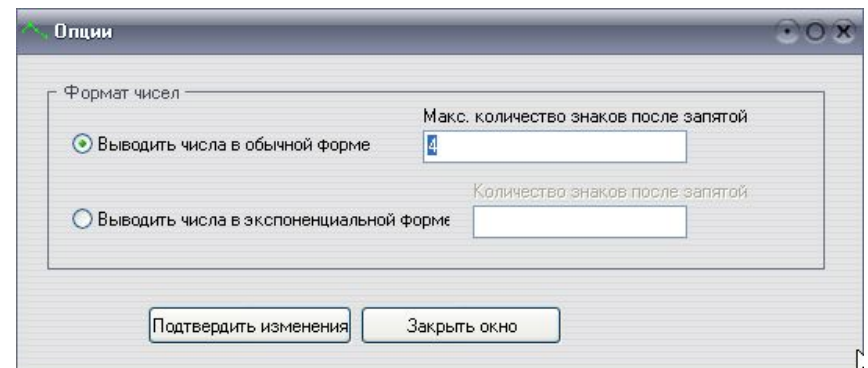 Опции
Формат чисел
Макс. количество знаков после запятой
Выводить числа в обычной форме
4
Количество знаков после запятой
Выводить числа в экспоненциальной форме
Подтвердить изменения
Закрыть окно